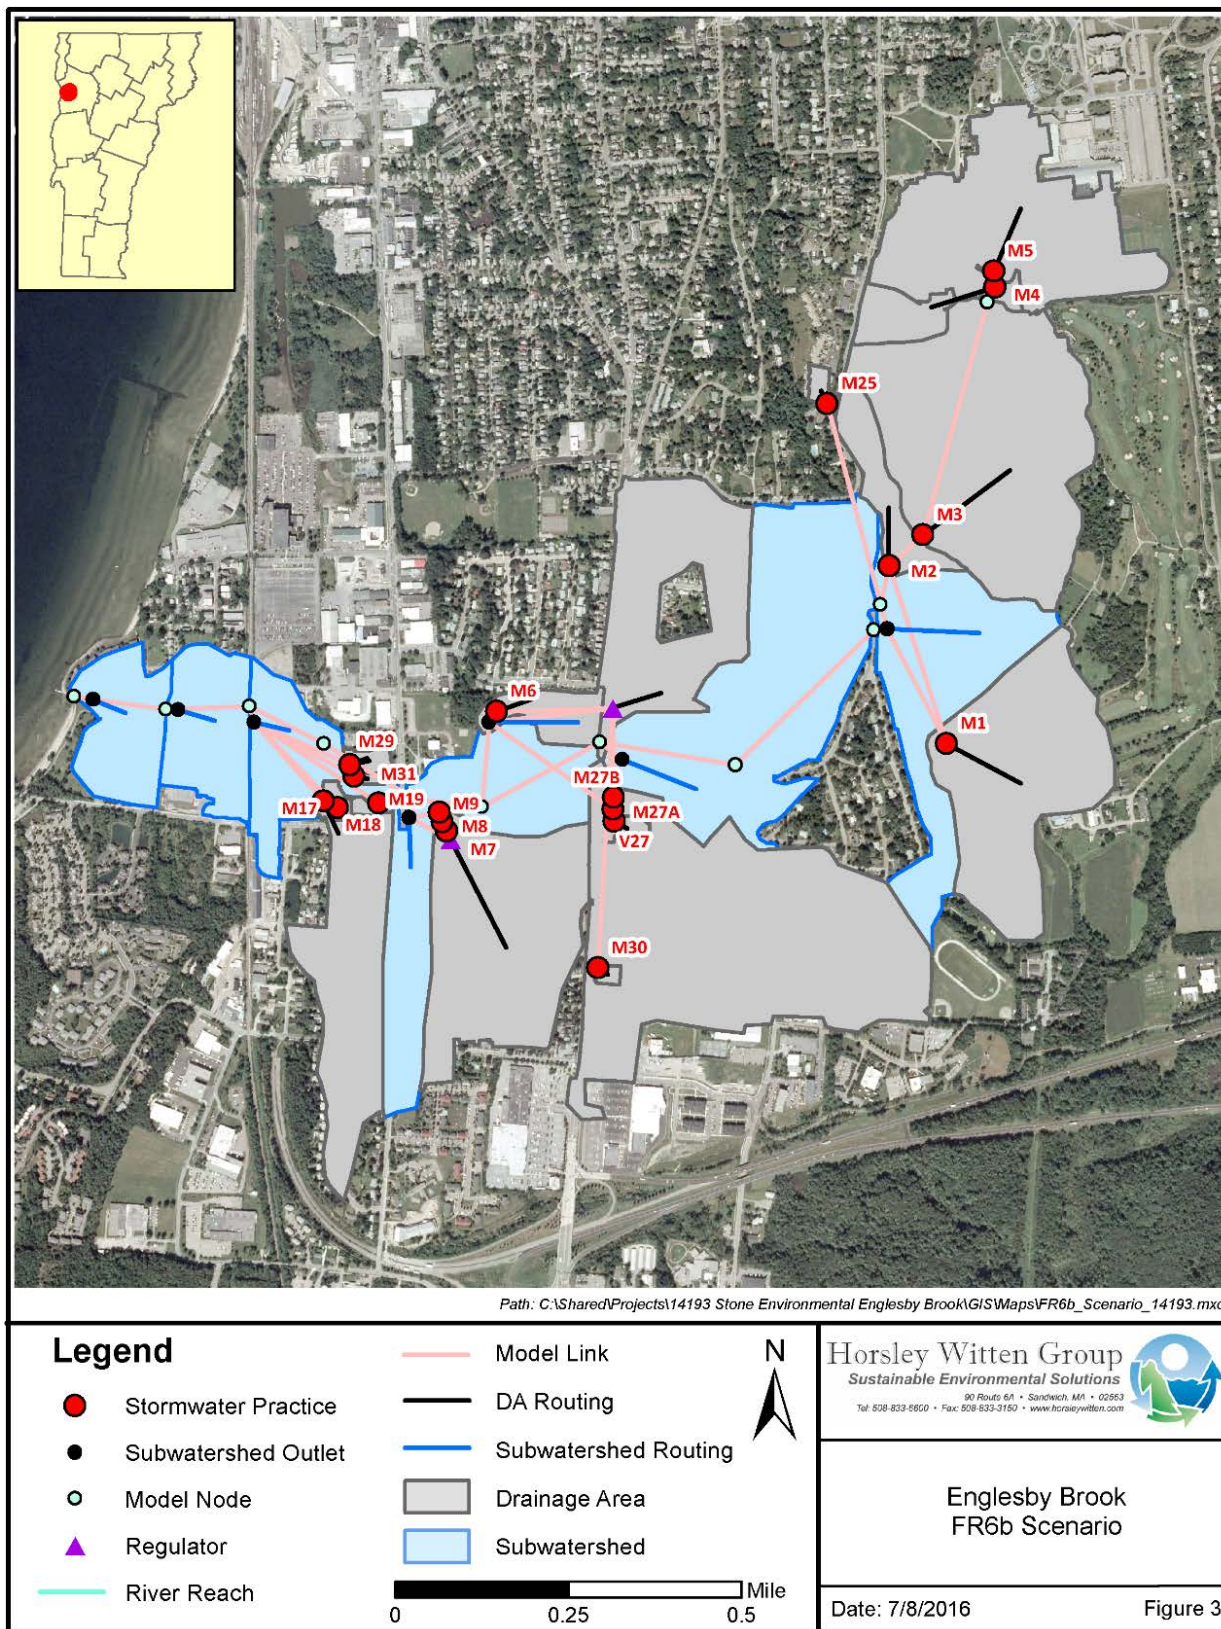 M5
M4
M25
M3
M2
M6
M1
M29
M31
M27B
M17
M19
M9
M27A
M18
M8
V27
M7
M30
Path: C:\Shared\Projects\14193 Stone Environmental Englesby Brook\GIS\Maps\FR6b_Scenario_14193.mxd
Legend
Stormwater Practice
Subwatershed Outlet
Model Node
Regulator
River Reach
Model Link
DA Routing
Subwatershed Routing
Drainage Area
Subwatershed
N
Mile
0 0.25 0.5
Horsley Witten Group
Sustainable Environmental Solutions
90 Route 6A • Sandwich, MA • 02563
Tel: 508-833-6600 • Fax: 508-833-3150 • www.horsleywitten.com
Englesby Brook
FR6b Scenario
Date: 7/8/2016 Figure 3